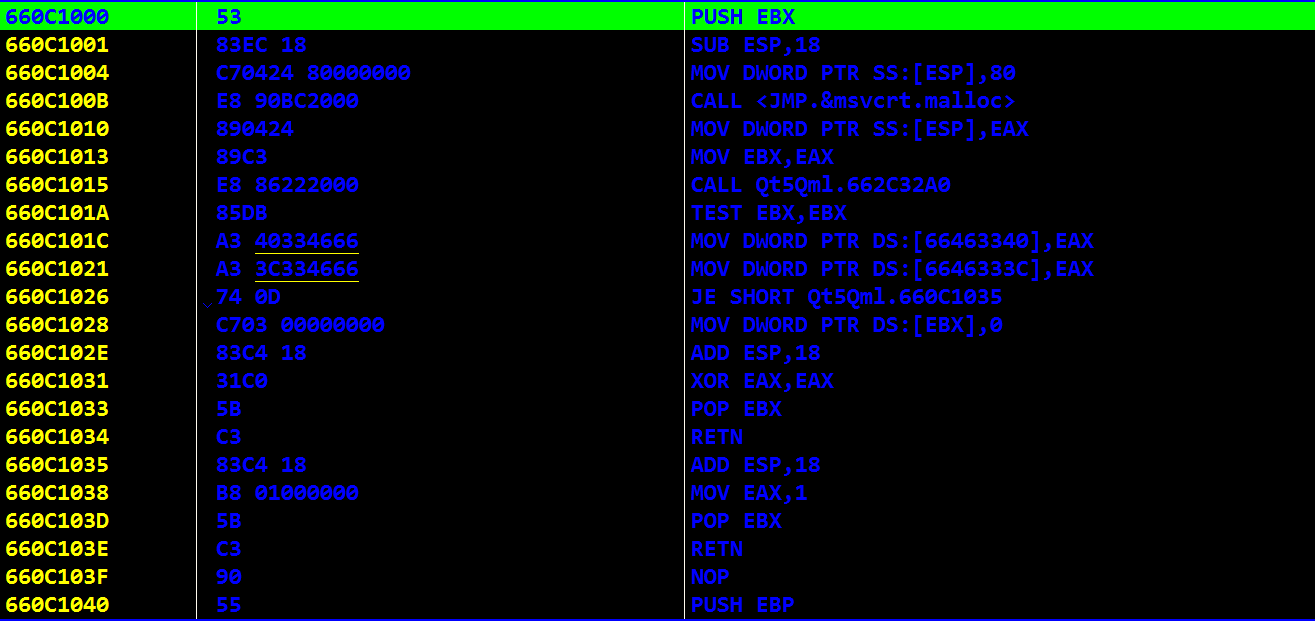 660C1000 53 PUSH EBX
660C1001 83EC 18 SUB ESP,18
660C1004 C70424 80000000 MOV DWORD PTR SS:[ESP],80
660C100B E8 90BC2000 CALL <JMP.&msvcrt.malloc>
660C1010 890424 MOV DWORD PTR SS:[ESP],EAX
660C1013 89C3 MOV EBX,EAX
660C1015 E8 86222000 CALL Qt5Qml.662C32A0
660C101A 85DB TEST EBX,EBX
660C101C A3 40334666 MOV DWORD PTR DS:[66463340],EAX
660C1021 A3 3C334666 MOV DWORD PTR DS:[6646333C],EAX
660C1026 74 0D JE SHORT Qt5Qml.660C1035
660C1028 C703 00000000 MOV DWORD PTR DS:[EBX],0
660C102E 83C4 18 ADD ESP,18
660C1031 31C0 XOR EAX,EAX
660C1033 5B POP EBX
660C1034 C3 RETN
660C1035 83C4 18 ADD ESP,18
660C1038 B8 01000000 MOV EAX,1
660C103D 5B POP EBX
660C103E C3 RETN
660C103F 90 NOP
660C1040 55 PUSH EBP